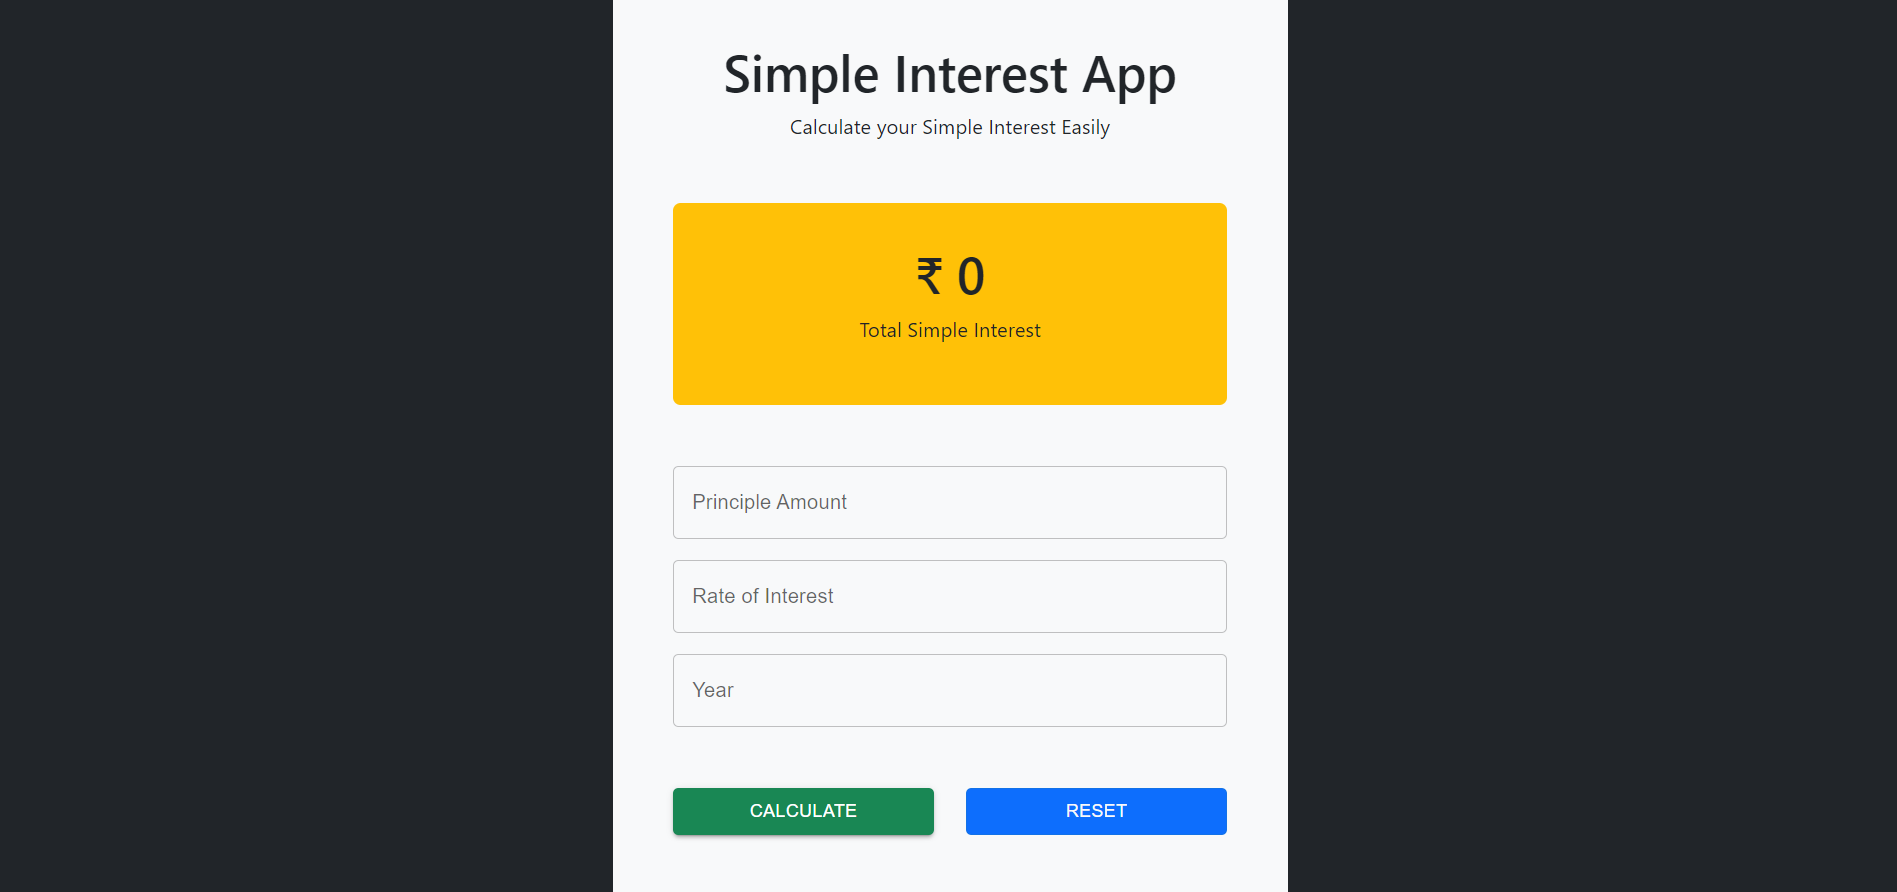 Simple Interest App
Calculate your Simple Interest Easily
₹ 0
Total Simple Interest
Principle Amount
Rate of Interest
Year
CALCULATE
RESET